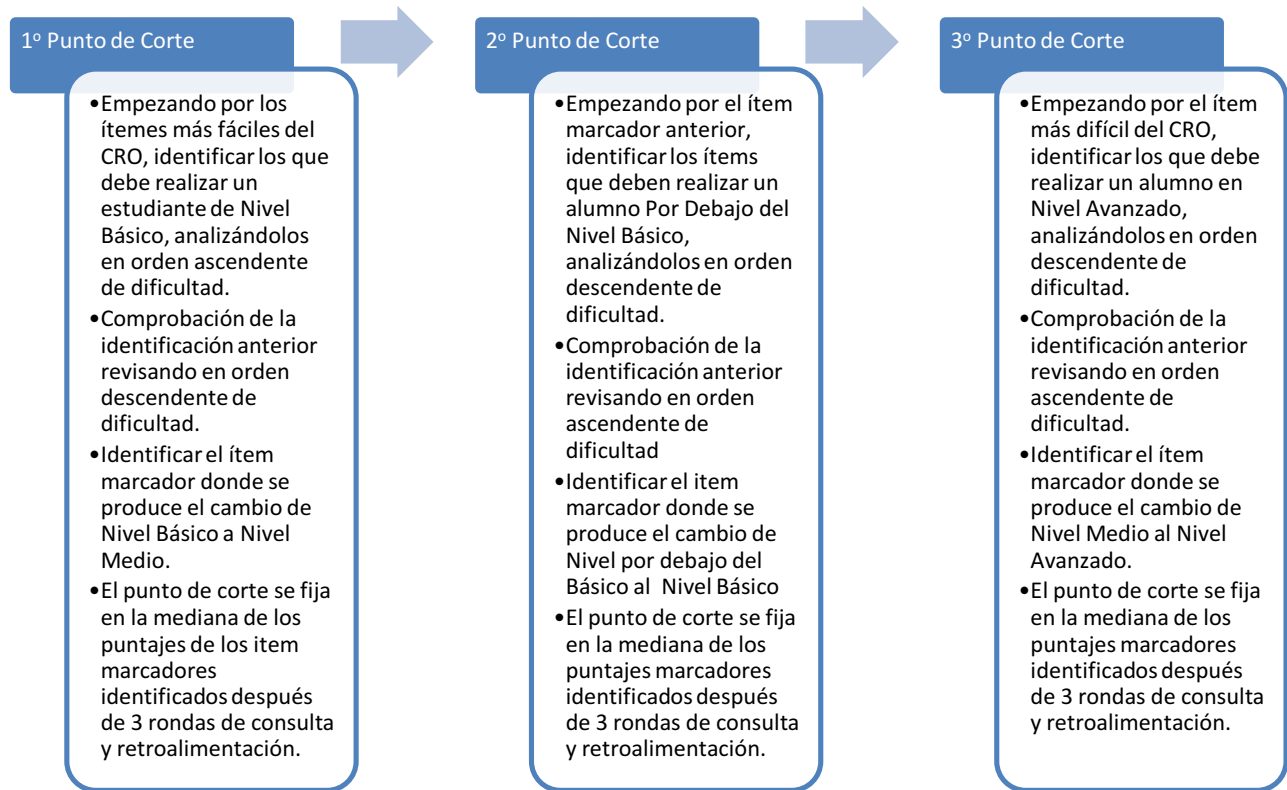 1º Punto de Corte
•Empezando por los
ítemes más fáciles del
CRO, identificar los que
debe realizar un
estudiante de Nivel
Básico, analizándolos
en orden ascendente
de dificultad.
•Comprobación de la
identificación anterior
revisando en orden
descendente de
dificultad.
•Identificar el ítem
marcador donde se
produce el cambio de
Nivel Básico a Nivel
Medio.
•El punto de corte se fija
en la mediana de los
puntajes de los item
marcadores
identificados después
de 3 rondas de consulta
y retroalimentación.
2º Punto de Corte
•Empezando por el ítem
marcador anterior,
identificar los ítems
que deben realizar un
alumno Por Debajo del
Nivel Básico,
analizándolos en orden
descendente de
dificultad.
•Comprobación de la
identificación anterior
revisando en orden
ascendente de
dificultad
•Identificar el item
marcador donde se
produce el cambio de
Nivel por debajo del
Básico al Nivel Básico
•El punto de corte se fija
en la mediana de los
puntajes marcadores
identificados después
de 3 rondas de consulta
y retroalimentación.
3º Punto de Corte
•Empezando por el ítem
más difícil del CRO,
identificar los que debe
realizar un alumno en
Nivel Avanzado,
analizándolos en orden
descendente de
dificultad.
•Comprobación de la
identificación anterior
revisando en orden
ascendente de
dificultad.
•Identificar el ítem
marcador donde se
produce el cambio de
Nivel Medio al Nivel
Avanzado.
•El punto de corte se fija
en la mediana de los
puntajes marcadores
identificados después
de 3 rondas de consulta
y retroalimentación.